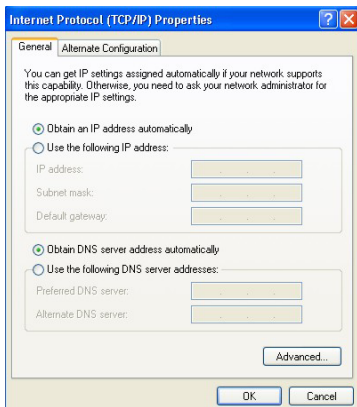 Internet Protocol (TCP/IP) Properties
General
Alternate Configuration
You can get IP settings assigned automatically if your network supports
this capability. Otherwise, you need to ask your network administrator for
the appropriate IP settings.
Obtain an IP address automatically
Use the following IP address:
IP address:
Subnet mask:
Default gateway:
Obtain DNS server address automatically
Use the following DNS server addresses:
Preferred DNS server:
Alternate DNS server:
Advanced...
OK
Cancel